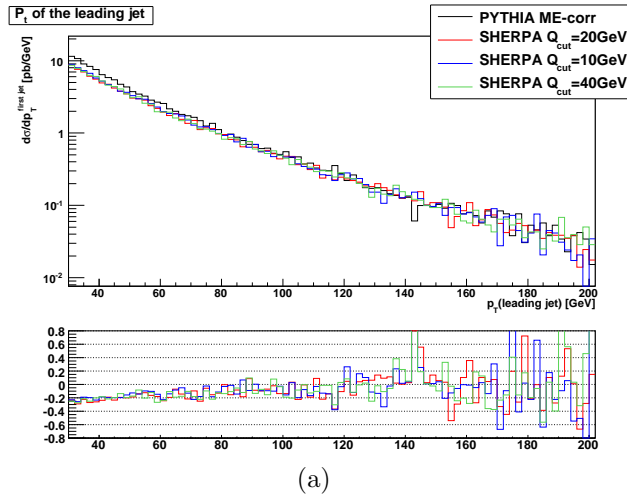 P_t of the leading jet
PYTHIA ME-corr
SHERPA Q_cut=20GeV
SHERPA Q_cut=10GeV
SHERPA Q_cut=40GeV
dσ/dp_T^first jet [pb/GeV]
10
1
10^-1
10^-2
40 60 80 100 120 140 160 180 200
p_T(leading jet) [GeV]
0.8
0.6
0.4
0.2
0
-0.2
-0.4
-0.6
-0.8
40 60 80 100 120 140 160 180 200
(a)